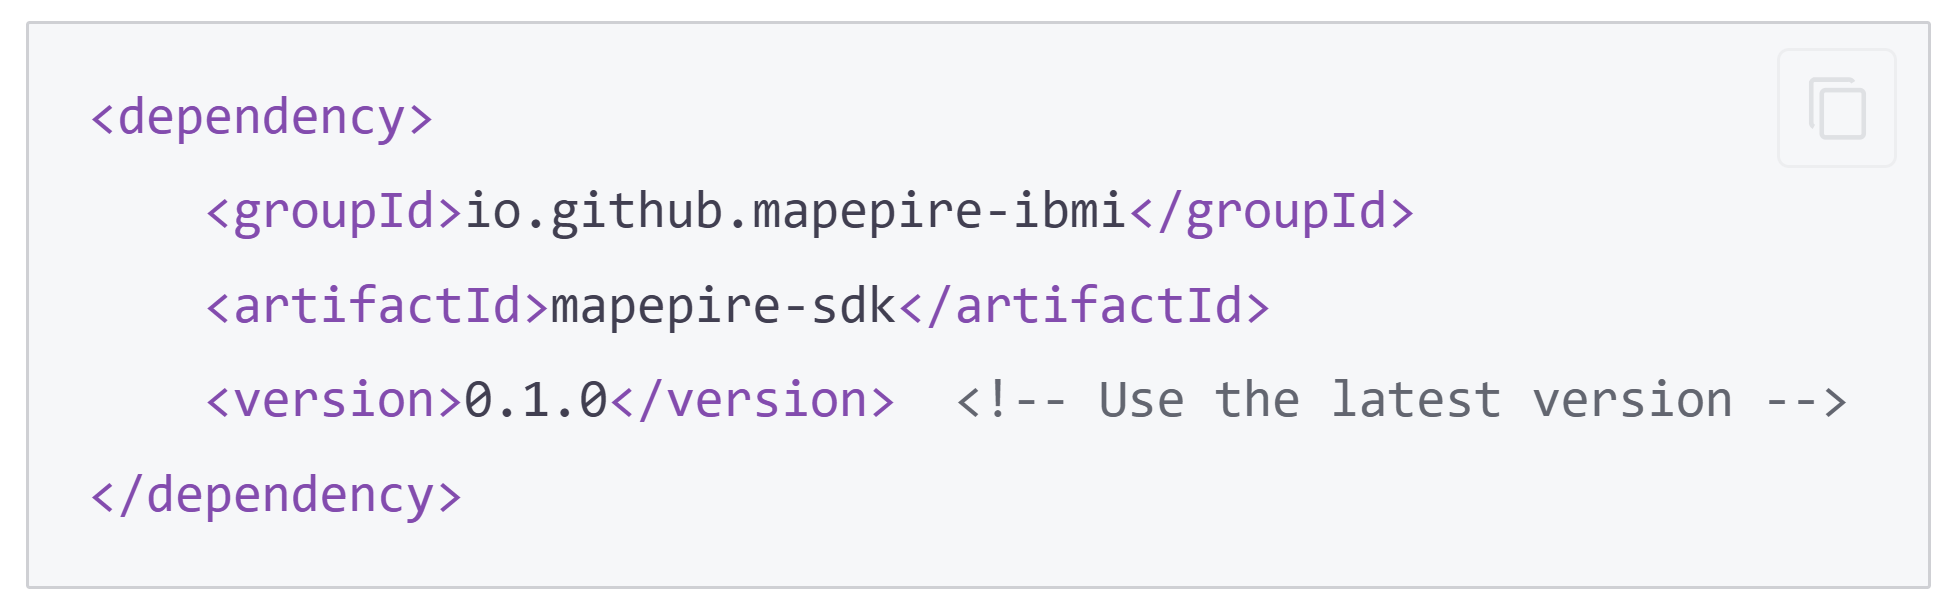 <dependency>
    <groupId>io.github.mapepire-ibmi</groupId>
    <artifactId>mapepire-sdk</artifactId>
    <version>0.1.0</version>  <!-- Use the latest version -->
</dependency>